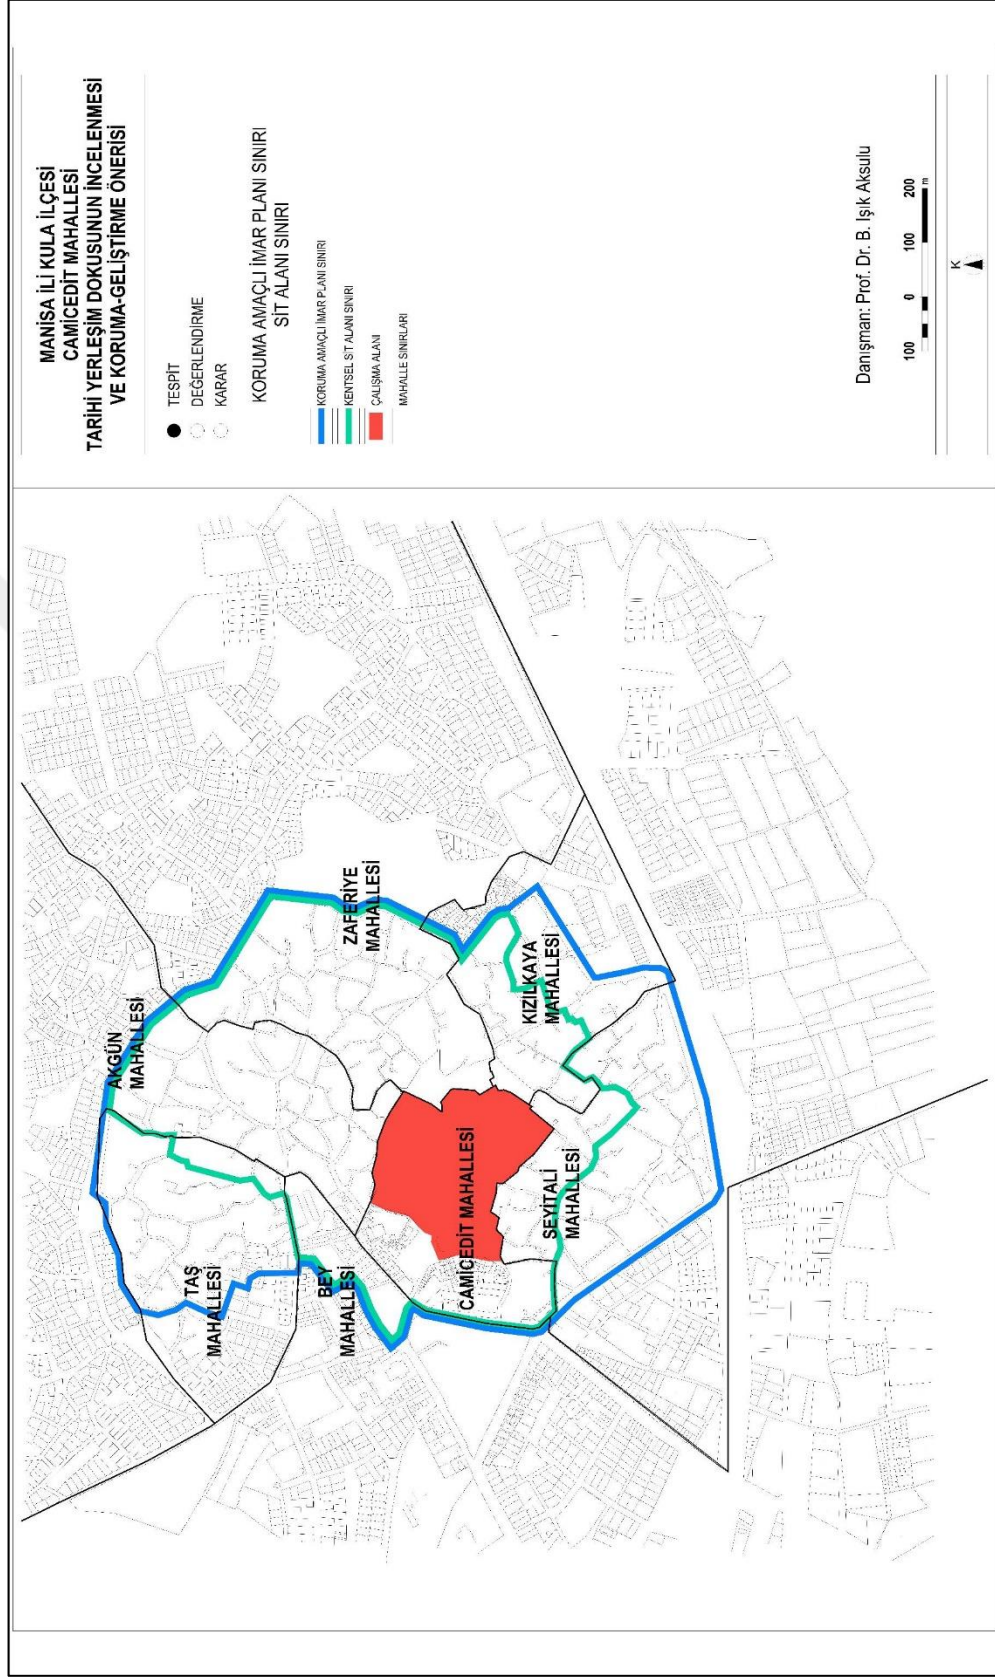 MANİSA İLİ KULA İLÇESİ
CAMİCEDİT MAHALLESİ
TARİHİ YERLEŞİM DOKUSUNUN İNCELENMESİ
VE KORUMA-GELİŞTİRME ÖNERİSİ
TESPİT
DEĞERLENDİRME
KARAR
KORUMA AMAÇLI İMAR PLANI SINIRI
SİT ALANI SINIRI
KORUMA AMAÇLI İMAR PLANI SINIRI
KENTSEL SİT ALANI SINIRI
ÇALIŞMA ALANI
MAHALLE SINIRLARI
Danışman: Prof. Dr. B. Işık Aksulu
100 0 100 200
m
K
AKGÜN
MAHALLESİ
TAŞ
MAHALLESİ
ZAFERİYE
MAHALLESİ
BEY
MAHALLESİ
CAMİCEDİT MAHALLESİ
KIZILKAYA
MAHALLESİ
SEYİTALİ
MAHALLESİ